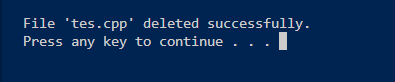 File 'tes.cpp' deleted successfully.
Press any key to continue . . .